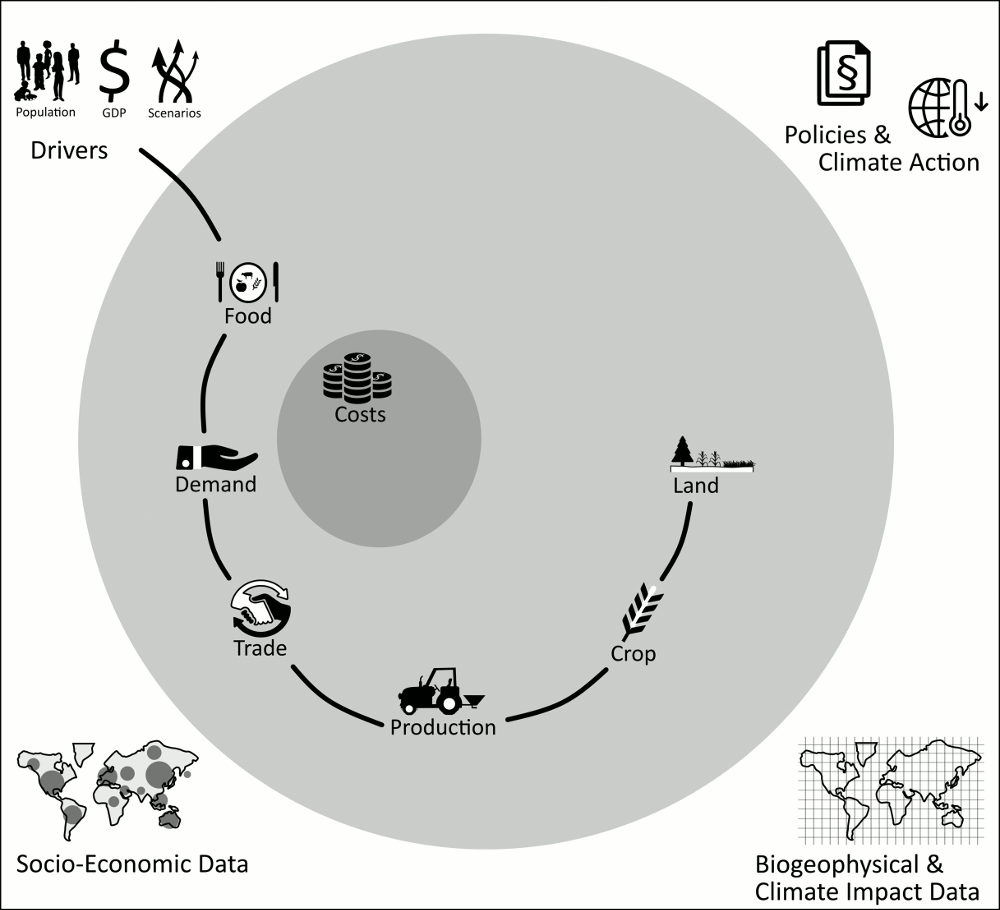 Population
GDP
Scenarios
Drivers
Policies &
Climate Action
Food
Costs
Demand
Land
Trade
Crop
Production
Socio-Economic Data
Biogeophysical &
Climate Impact Data